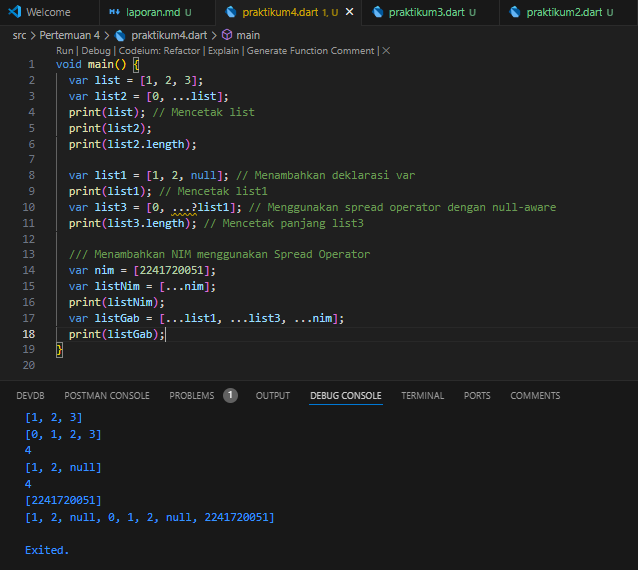 Welcome laporan.md U praktikum4.dart 1, U praktikum3.dart U praktikum2.dart U
src > Pertemuan 4 > praktikum4.dart > main
Run | Debug | Codeium: Refactor | Explain | Generate Function Comment | ×
1 void main() {
2 var list = [1, 2, 3];
3 var list2 = [0, ...list];
4 print(list); // Mencetak list
5 print(list2);
6 print(list2.length);
7
8 var list1 = [1, 2, null]; // Menambahkan deklarasi var
9 print(list1); // Mencetak list1
10 var list3 = [0, ...?list1]; // Menggunakan spread operator dengan null-aware
11 print(list3.length); // Mencetak panjang list3
12
13 /// Menambahkan NIM menggunakan Spread Operator
14 var nim = [2241720051];
15 var listNim = [...nim];
16 print(listNim);
17 var listGab = [...list1, ...list3, ...nim];
18 print(listGab);
19 }
20
DEVDB POSTMAN CONSOLE PROBLEMS 1 OUTPUT DEBUG CONSOLE TERMINAL PORTS COMMENTS
[1, 2, 3]
[0, 1, 2, 3]
4
[1, 2, null]
4
[2241720051]
[1, 2, null, 0, 1, 2, null, 2241720051]
Exited.